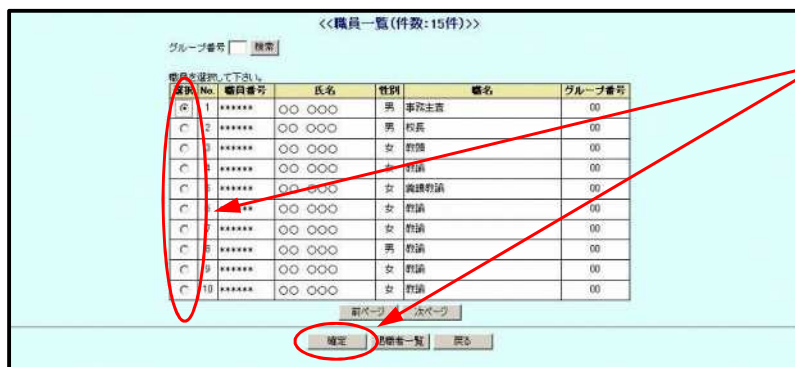 <<職員一覧(件数:15件)>>
グループ番号 検索
職員を選択して下さい。
選択 No. 職員番号 氏名 性別 職名 グループ番号
1 ****** ○○ ○○○ 男 事務主査 00
2 ****** ○○ ○○○ 男 校長 00
3 ****** ○○ ○○○ 女 教頭 00
4 ****** ○○ ○○○ 女 教諭 00
5 ****** ○○ ○○○ 女 養護教諭 00
6 ****** ○○ ○○○ 女 教諭 00
7 ****** ○○ ○○○ 女 教諭 00
8 ****** ○○ ○○○ 男 教諭 00
9 ****** ○○ ○○○ 女 教諭 00
10 ****** ○○ ○○○ 女 教諭 00
前ページ 次ページ
確定 退職者一覧 戻る